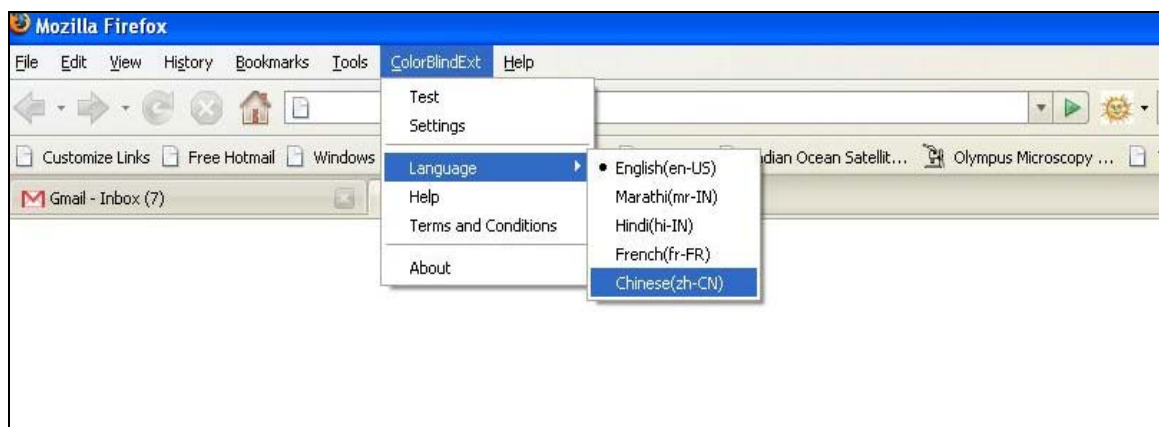 Mozilla Firefox
File Edit View History Bookmarks Tools ColorBlindExt Help
Test
Settings
Customize Links Free Hotmail Windows Indian Ocean Satellit... Olympus Microscopy ...
Language
English(en-US)
Gmail - Inbox (7)
Help
Marathi(mr-IN)
Terms and Conditions
Hindi(hi-IN)
French(fr-FR)
About
Chinese(zh-CN)